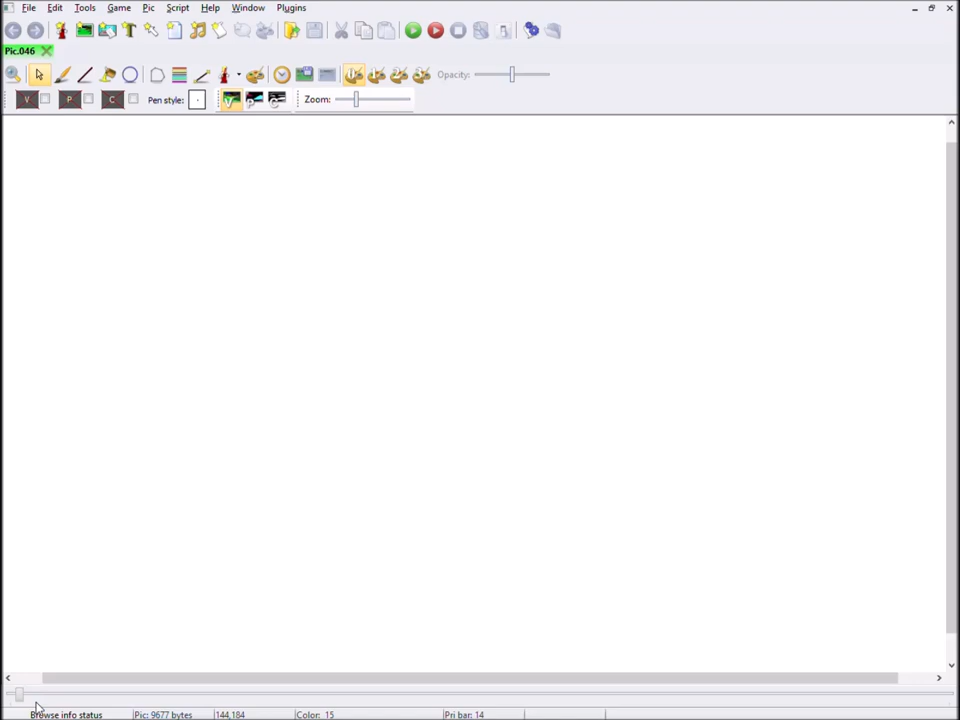 File Edit Tools Game Pic Script Help Window Plugins
Pic.046
Opacity:
V P C Pen style: V P C Zoom:
Browse info status Pic: 9677 bytes 144,184 Color: 15 Pri bar: 14